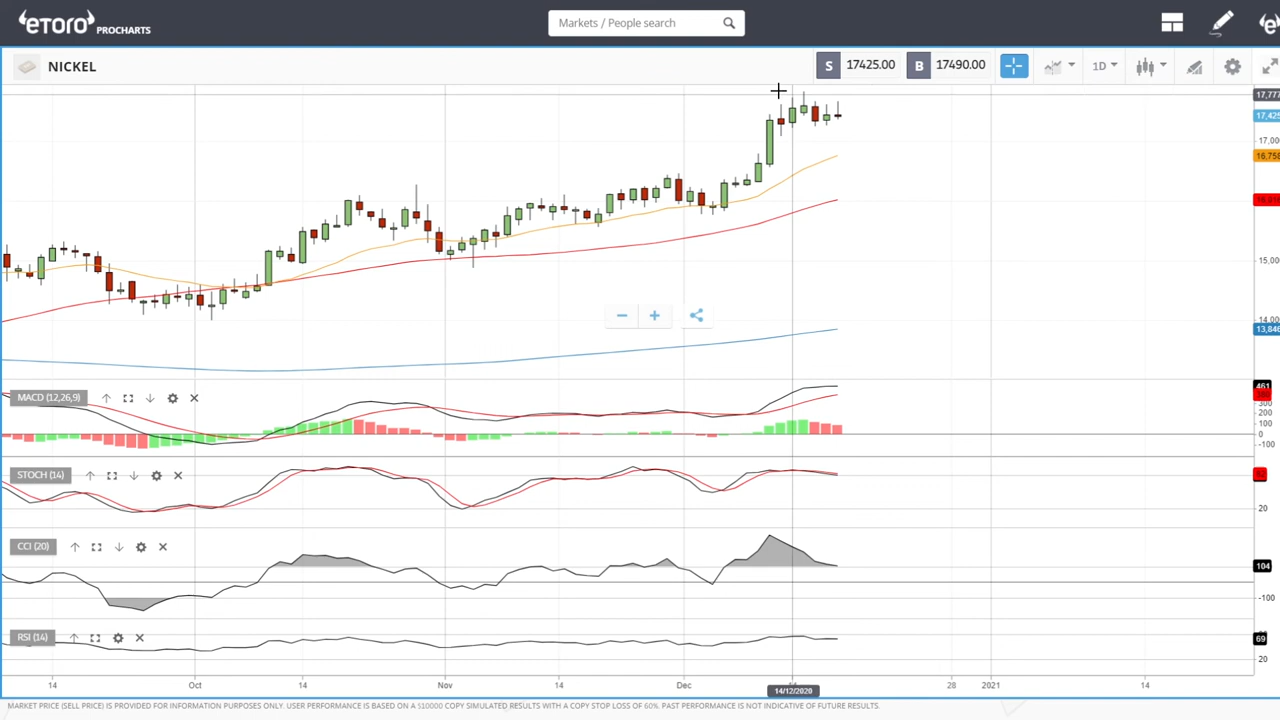 eToro PROCHARTS
Markets / People search
NICKEL
S 17425.00 B 17490.00
1D
17,777
17,425
17,000
16,758
15,000
14,000
13,846
MACD (12,26,9)
461
300
200
100
0
-100
STOCH (14)
20
CCI (20)
104
-100
RSI (14)
69
20
14 Oct 14 Nov 14 Dec 28 2021 14
14/12/2020
MARKET PRICE (SELL PRICE) IS PROVIDED FOR INFORMATION PURPOSES ONLY. USER PERFORMANCE IS BASED ON A $10000 COPY SIMULATED RESULTS WITH A COPY STOP LOSS OF 60%. PAST PERFORMANCE IS NOT INDICATIVE OF FUTURE RESULTS.